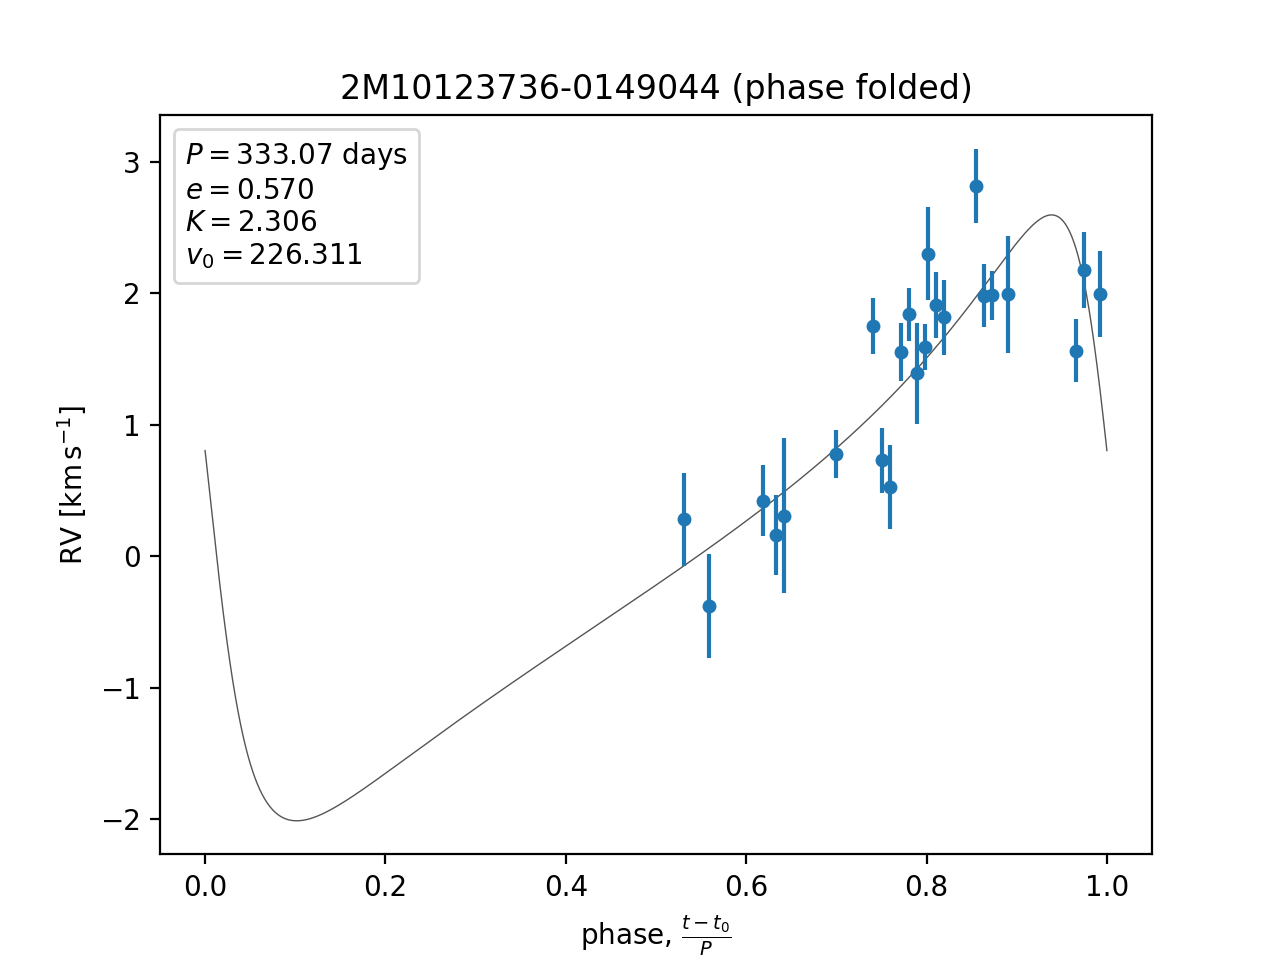 2M10123736-0149044 (phase folded)
P = 333.07 days
e = 0.570
K = 2.306
v₀ = 226.311
RV [km s⁻¹]
3
2
1
0
−1
−2
0.0 0.2 0.4 0.6 0.8 1.0
phase, (t − t₀)/P